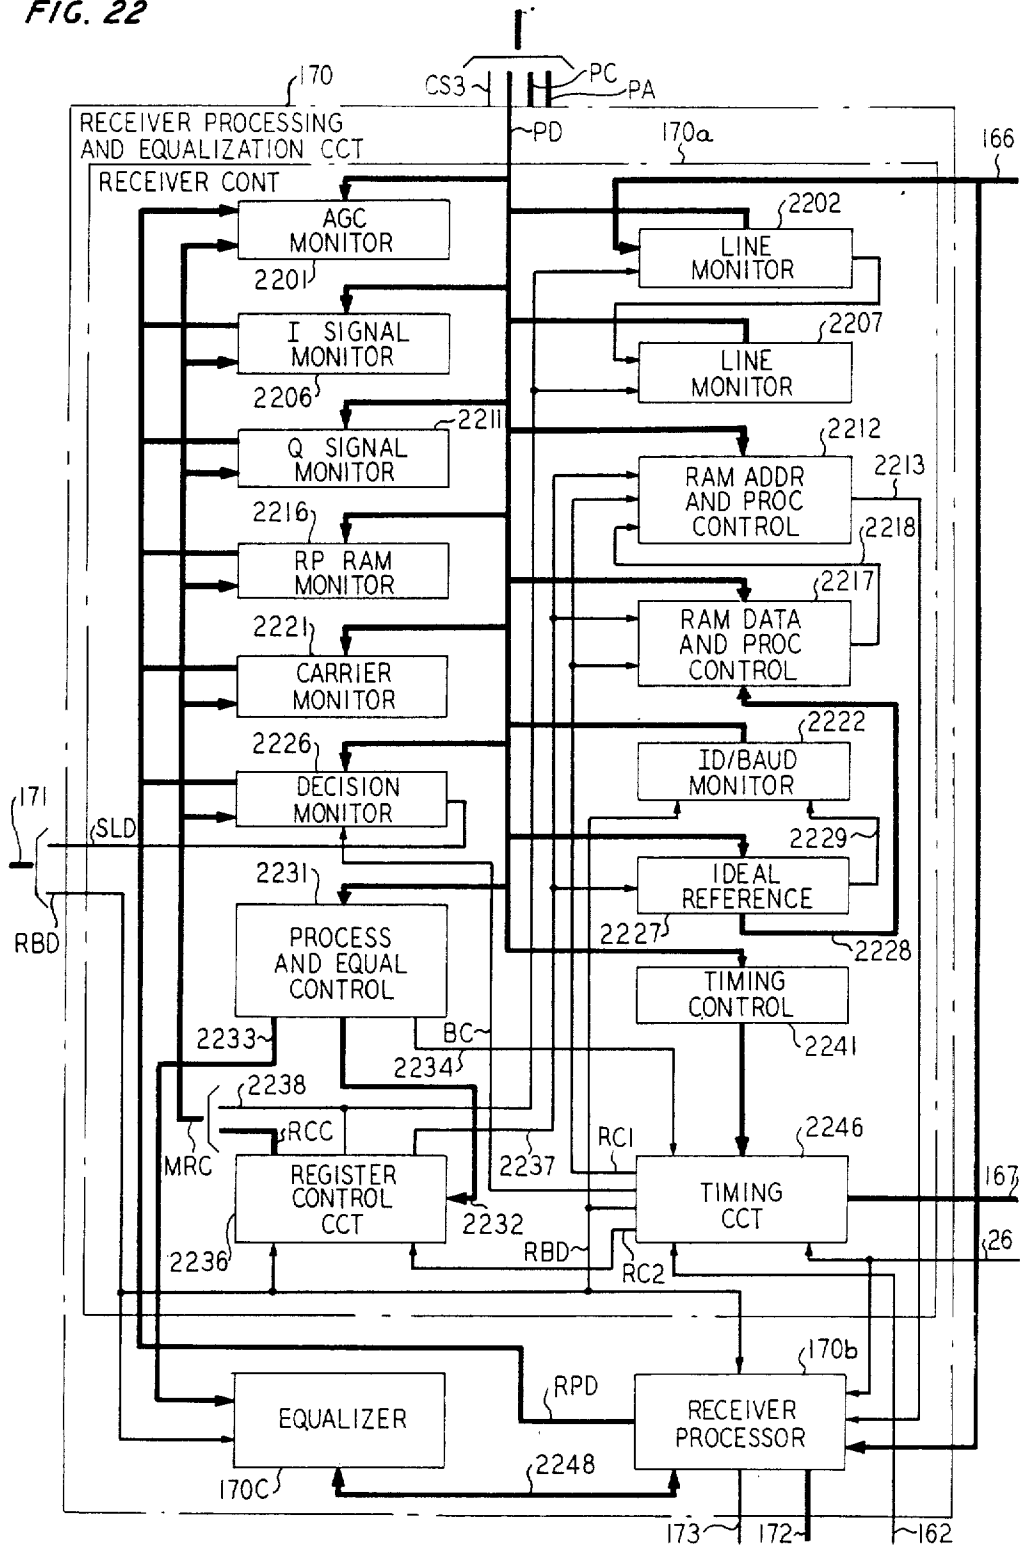 FIG. 22
CS3
PC
PA
170
PD
RECEIVER PROCESSING
AND EQUALIZATION CCT
170a
166
RECEIVER CONT
AGC
MONITOR
2201
2202
LINE
MONITOR
I SIGNAL
MONITOR
2206
2207
LINE
MONITOR
2211
Q SIGNAL
MONITOR
2212
RAM ADDR
AND PROC
CONTROL
2213
2216
RP RAM
MONITOR
2218
2217
RAM DATA
AND PROC
CONTROL
2221
CARRIER
MONITOR
2222
ID/BAUD
MONITOR
2226
DECISION
MONITOR
171
SLD
2229
2231
IDEAL
REFERENCE
RBD
2227
2228
PROCESS
AND EQUAL
CONTROL
TIMING
CONTROL
2233
BC
2234
2241
2238
RCC
MRC
2237
RC1
2246
REGISTER
CONTROL
CCT
TIMING
CCT
167
2232
2236
RBD
RC2
26
170b
RPD
EQUALIZER
RECEIVER
PROCESSOR
2248
170C
173
172
162